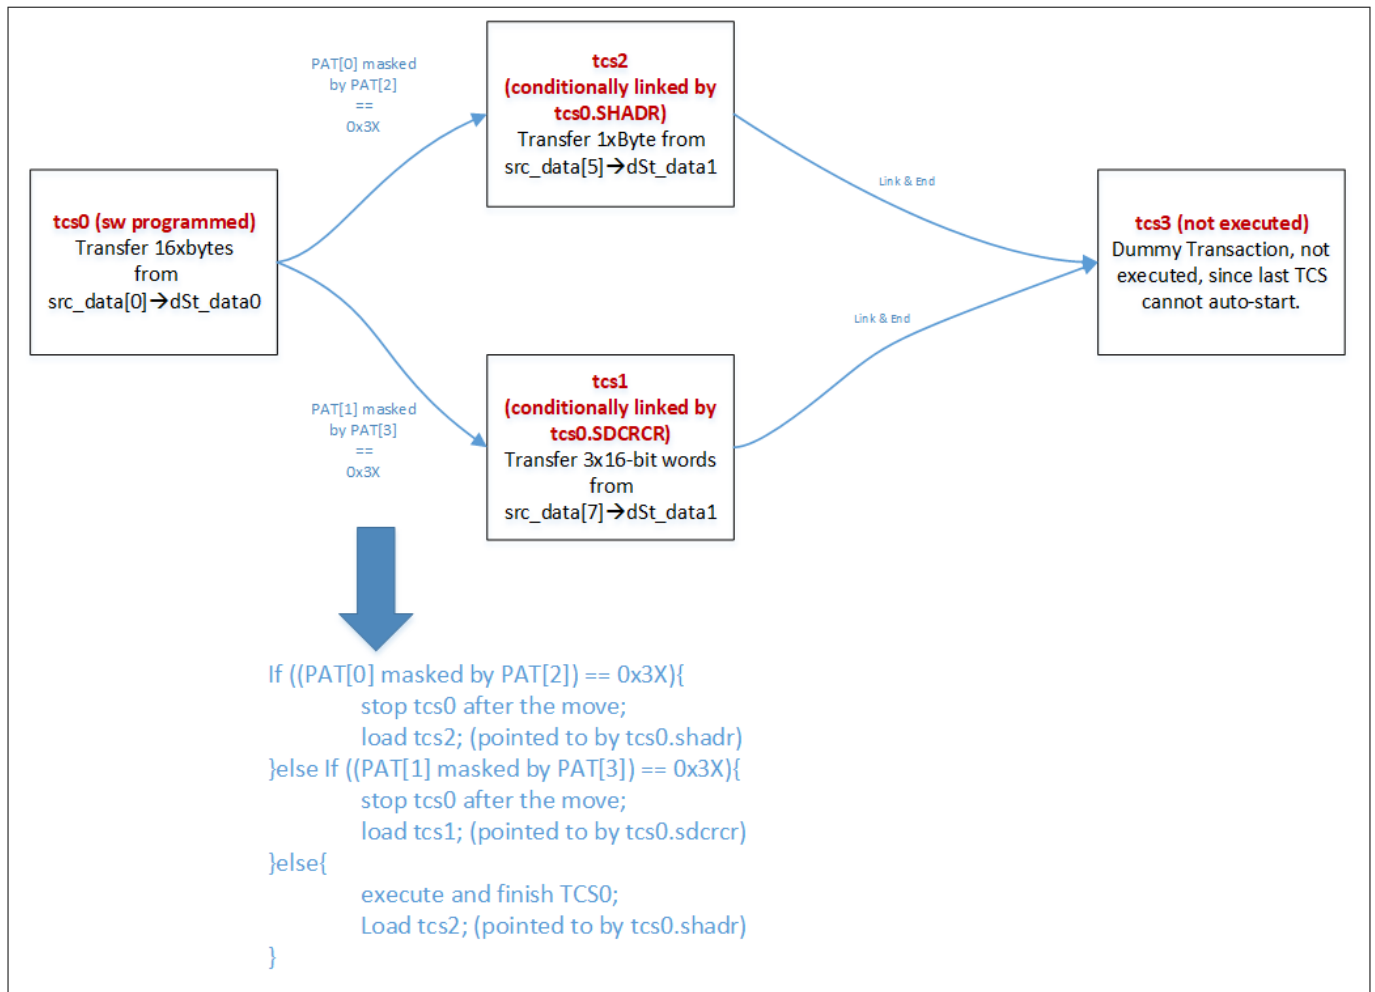 PAT[0] masked
by PAT[2]
==
0x3X
tcs2
(conditionally linked by
tcs0.SHADR)
Transfer 1xByte from
src_data[5]→dSt_data1
Link & End
tcs0 (sw programmed)
Transfer 16xbytes
from
src_data[0]→dSt_data0
tcs3 (not executed)
Dummy Transaction, not
executed, since last TCS
cannot auto-start.
Link & End
PAT[1] masked
by PAT[3]
==
0x3X
tcs1
(conditionally linked by
tcs0.SDCRCR)
Transfer 3x16-bit words
from
src_data[7]→dSt_data1
If ((PAT[0] masked by PAT[2]) == 0x3X){
stop tcs0 after the move;
load tcs2; (pointed to by tcs0.shadr)
}else If ((PAT[1] masked by PAT[3]) == 0x3X){
stop tcs0 after the move;
load tcs1; (pointed to by tcs0.sdcrcr)
}else{
execute and finish TCS0;
Load tcs2; (pointed to by tcs0.shadr)
}